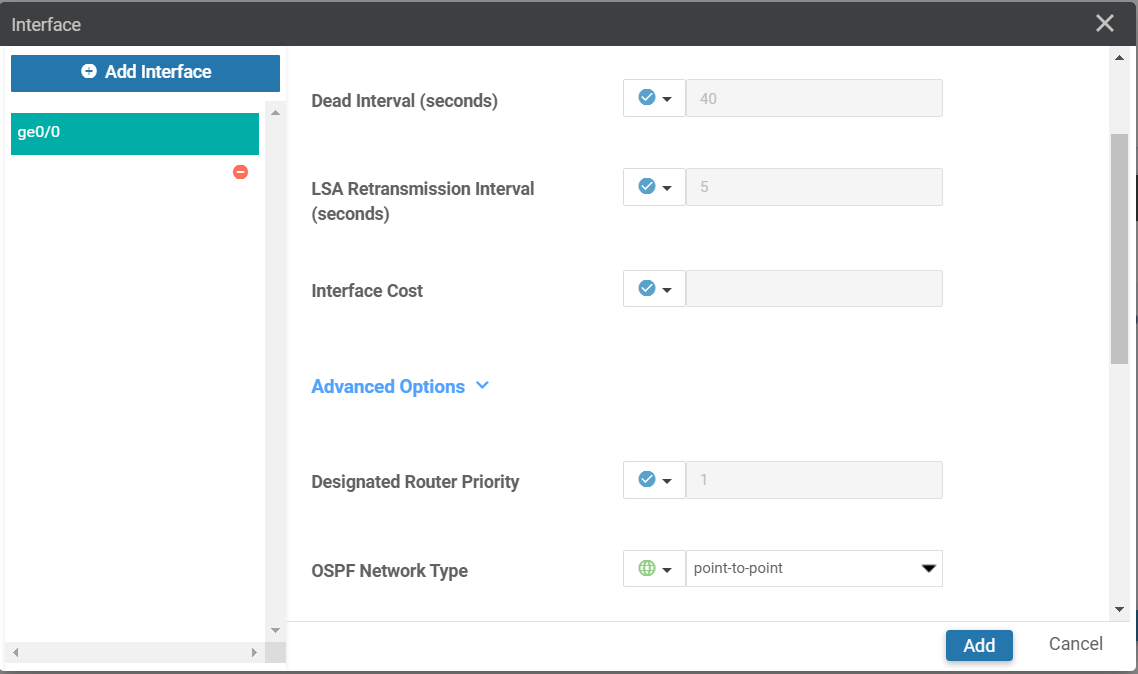 Interface
Add Interface
ge0/0
Dead Interval (seconds)
40
LSA Retransmission Interval
(seconds)
5
Interface Cost
Advanced Options
Designated Router Priority
1
OSPF Network Type
point-to-point
Add
Cancel